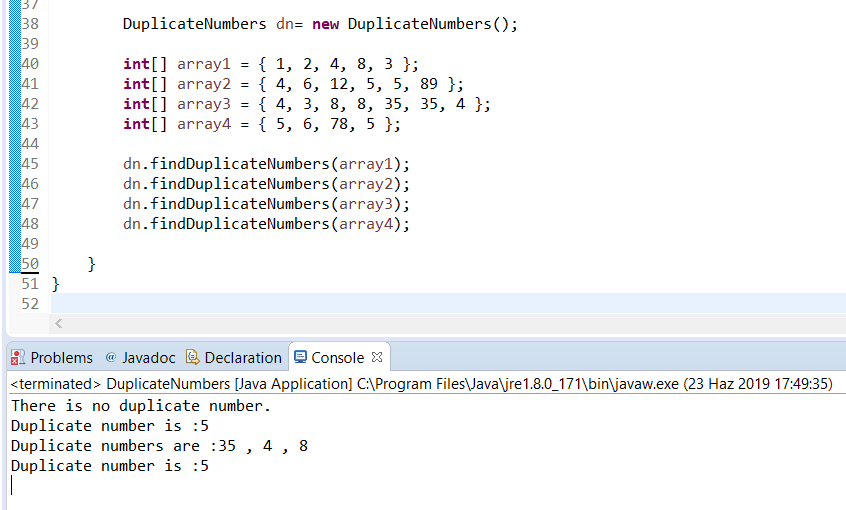 37
38 DuplicateNumbers dn= new DuplicateNumbers();
39
40 int[] array1 = { 1, 2, 4, 8, 3 };
41 int[] array2 = { 4, 6, 12, 5, 5, 89 };
42 int[] array3 = { 4, 3, 8, 8, 35, 35, 4 };
43 int[] array4 = { 5, 6, 78, 5 };
44
45 dn.findDuplicateNumbers(array1);
46 dn.findDuplicateNumbers(array2);
47 dn.findDuplicateNumbers(array3);
48 dn.findDuplicateNumbers(array4);
49
50 }
51 }
52
Problems @ Javadoc Declaration Console
<terminated> DuplicateNumbers [Java Application] C:\Program Files\Java\jre1.8.0_171\bin\javaw.exe (23 Haz 2019 17:49:35)
There is no duplicate number.
Duplicate number is :5
Duplicate numbers are :35 , 4 , 8
Duplicate number is :5